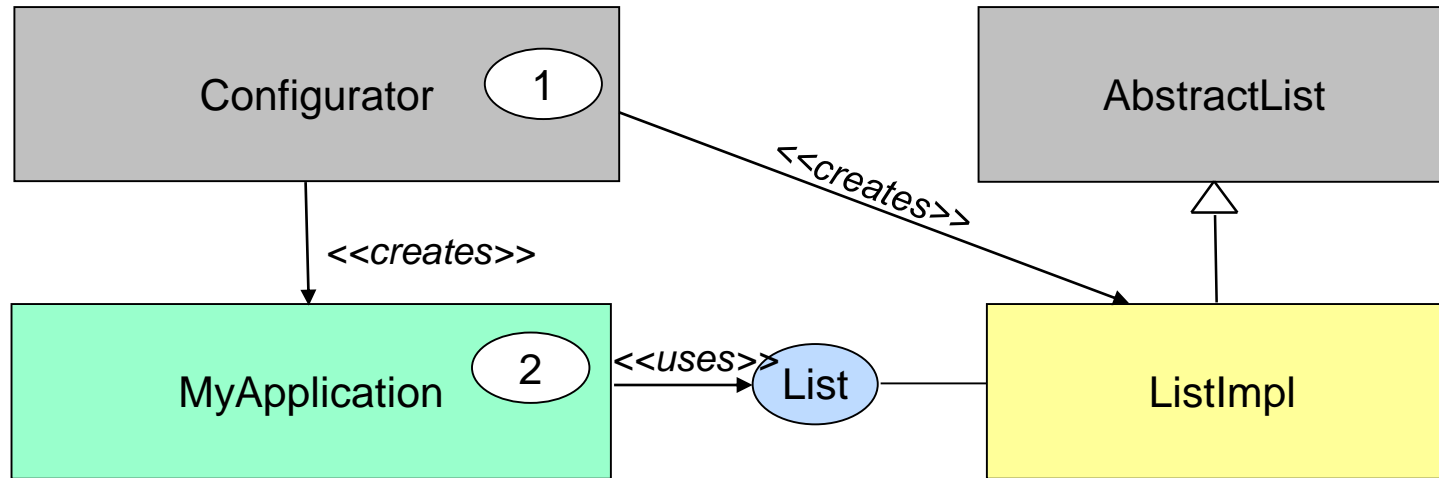 Configurator
1
AbstractList
<<creates>>
<<creates>>
MyApplication
2
<<uses>>
List
ListImpl